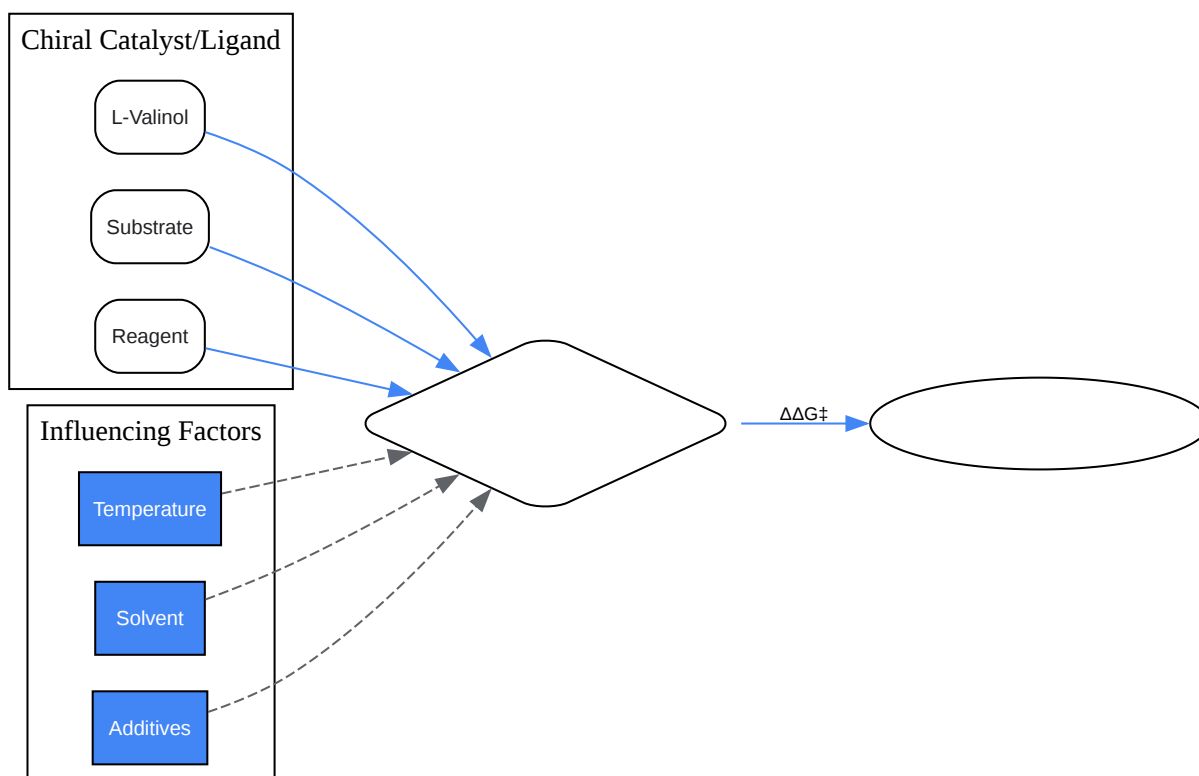 Chiral Catalyst/Ligand
L-Valinol
Substrate
Reagent
Influencing Factors
Temperature
Solvent
Additives
ΔΔG‡